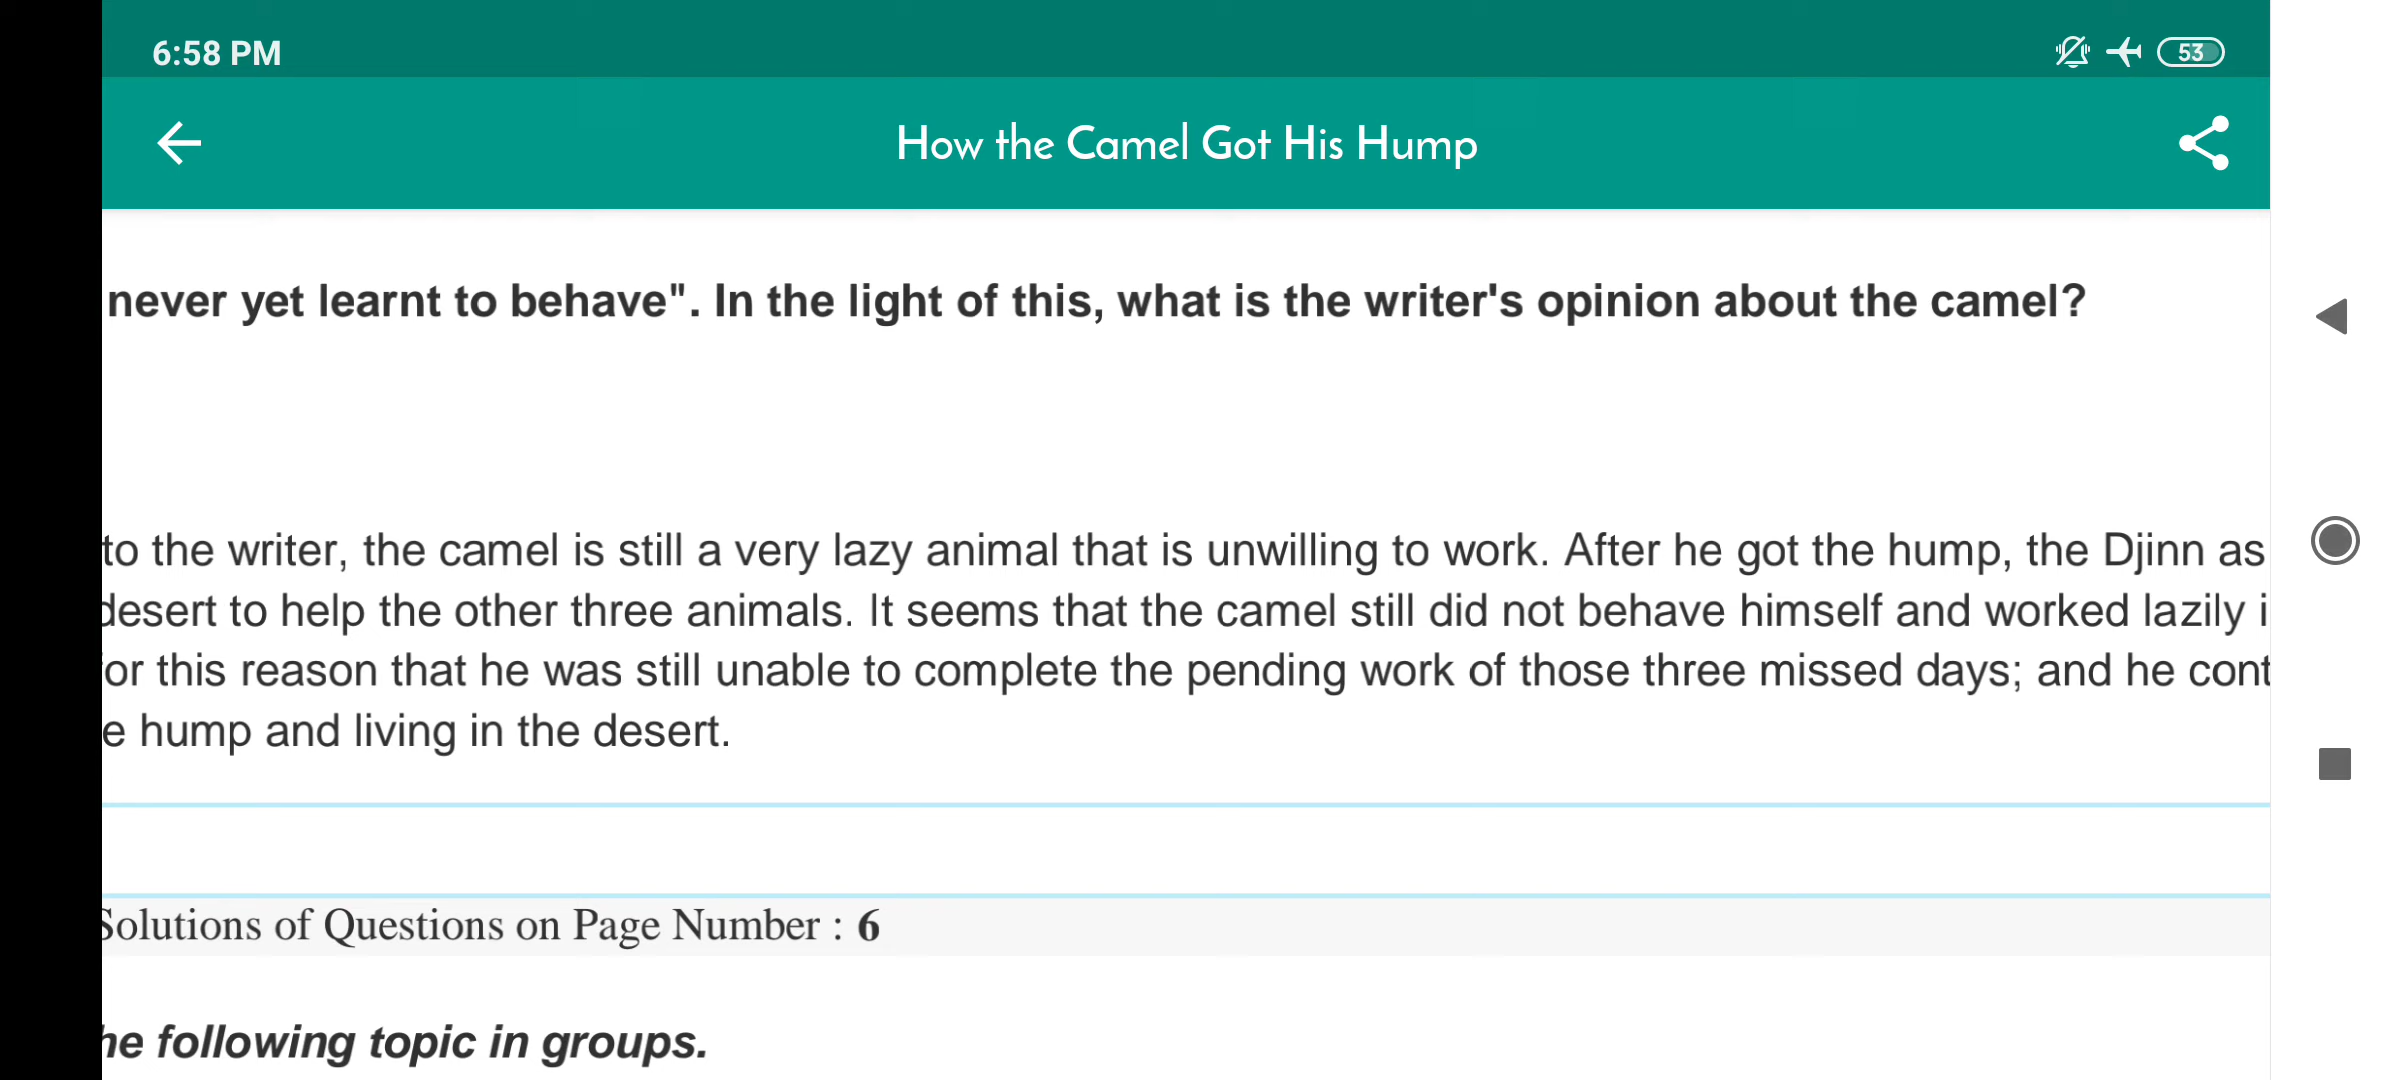 6:58 PM
53
How the Camel Got His Hump
never yet learnt to behave". In the light of this, what is the writer's opinion about the camel?
to the writer, the camel is still a very lazy animal that is unwilling to work. After he got the hump, the Djinn as
desert to help the other three animals. It seems that the camel still did not behave himself and worked lazily i
or this reason that he was still unable to complete the pending work of those three missed days; and he cont
e hump and living in the desert.
Solutions of Questions on Page Number : 6
he following topic in groups.